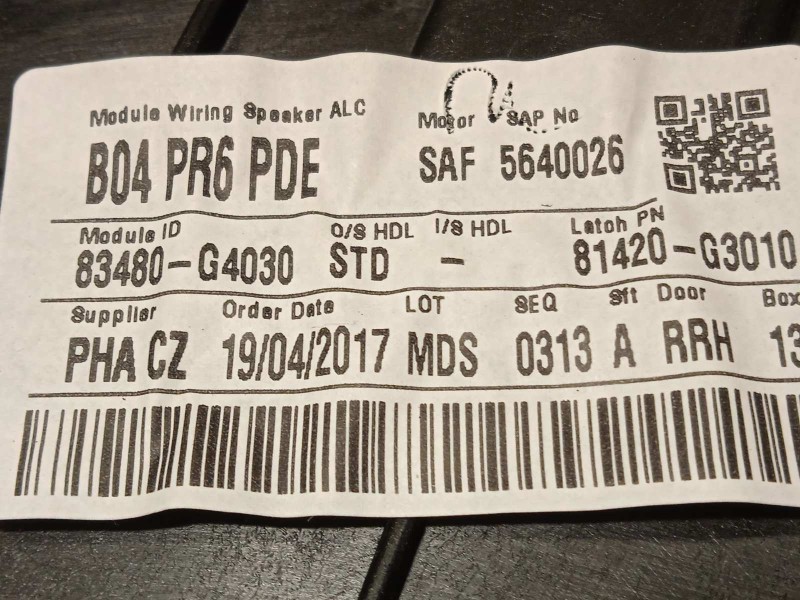 Module Wiring Speaker ALC Motor SAP No
B04 PR6 PDE SAF 5640026
Module ID O/S HDL I/S HDL Latch PN
83480-G4030 STD - 81420-G3010
Supplier Order Date LOT SEQ Sft Door Box
PHA CZ 19/04/2017 MDS 0313 A RRH 13